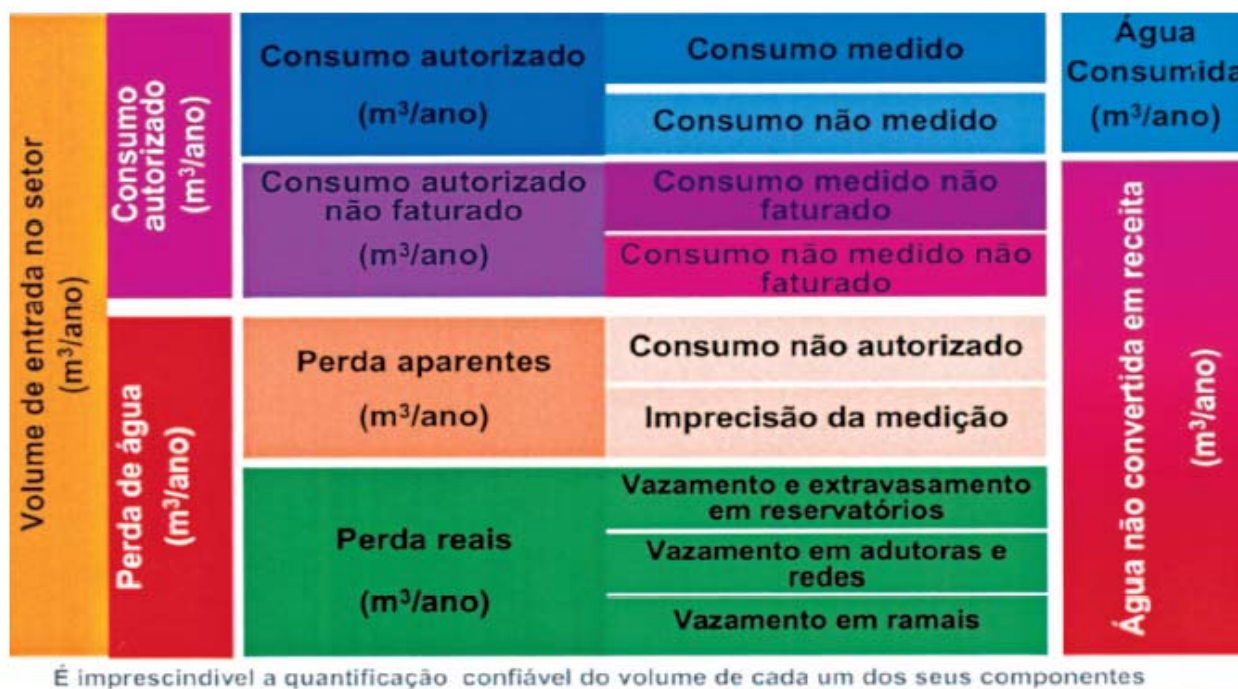 Volume de entrada no setor
(m³/ano)
Consumo
autorizado
(m³/ano)
Perda de água
(m³/ano)
Consumo autorizado
(m³/ano)
Consumo autorizado
não faturado
(m³/ano)
Perda aparentes
(m³/ano)
Perda reais
(m³/ano)
Consumo medido
Consumo não medido
Consumo medido não
faturado
Consumo não medido não
faturado
Consumo não autorizado
Imprecisão da medição
Vazamento e extravasamento
em reservatórios
Vazamento em adutoras e
redes
Vazamento em ramais
Água
Consumida
(m³/ano)
Água não convertida em receita
(m³/ano)
É imprescindivel a quantificação confiável do volume de cada um dos seus componentes